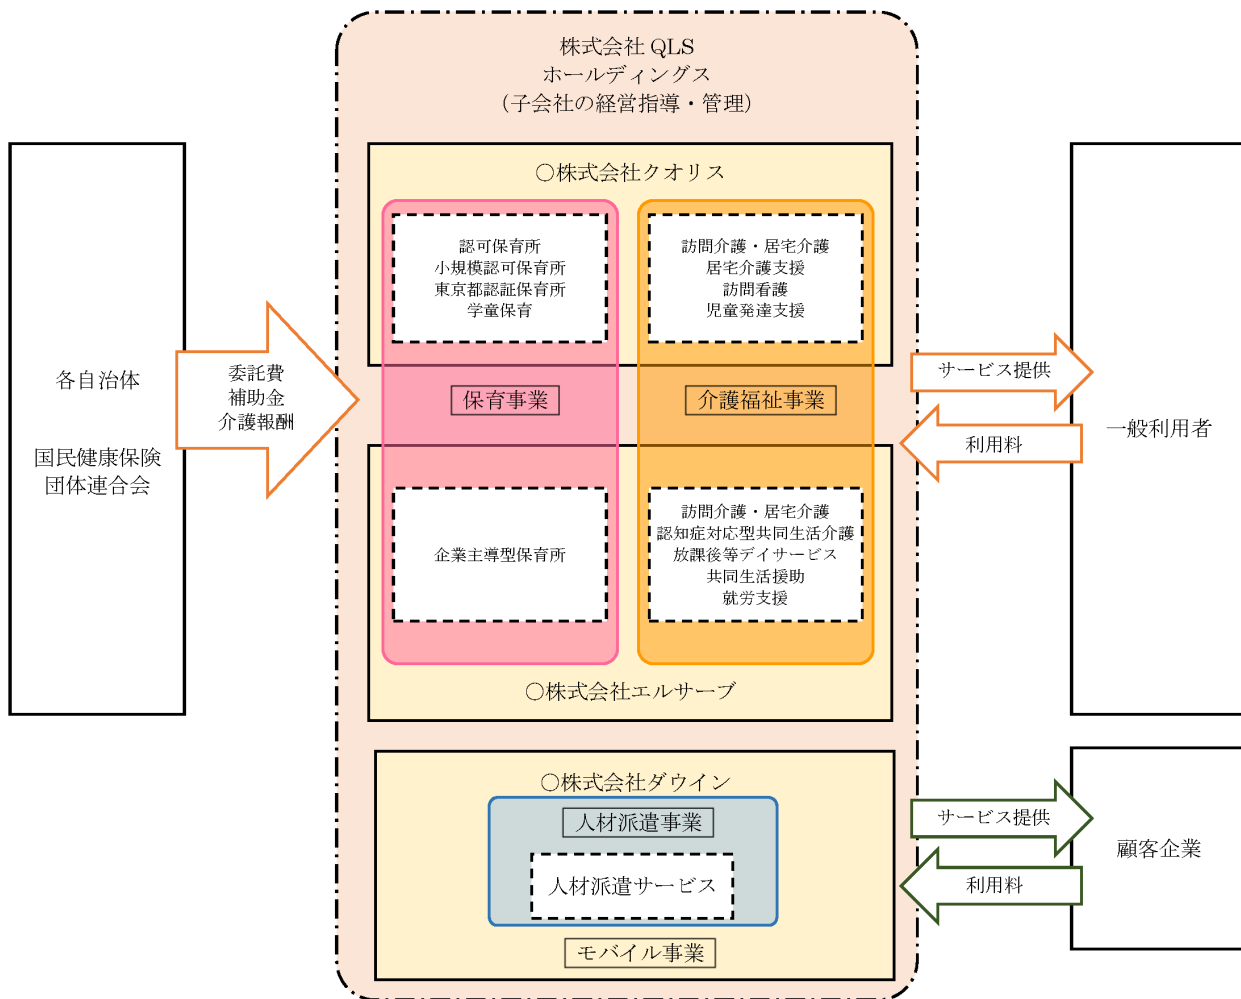 株式会社 QLS
ホールディングス
（子会社の経営指導・管理）
各自治体
国民健康保険
団体連合会
委託費
補助金
介護報酬
〇株式会社クオリス
認可保育所
小規模認可保育所
東京都認証保育所
学童保育
訪問介護・居宅介護
居宅介護支援
訪問看護
児童発達支援
保育事業
介護福祉事業
企業主導型保育所
訪問介護・居宅介護
認知症対応型共同生活介護
放課後等デイサービス
共同生活援助
就労支援
〇株式会社エルサーブ
サービス提供
利用料
一般利用者
〇株式会社ダウイン
人材派遣事業
人材派遣サービス
モバイル事業
サービス提供
利用料
顧客企業